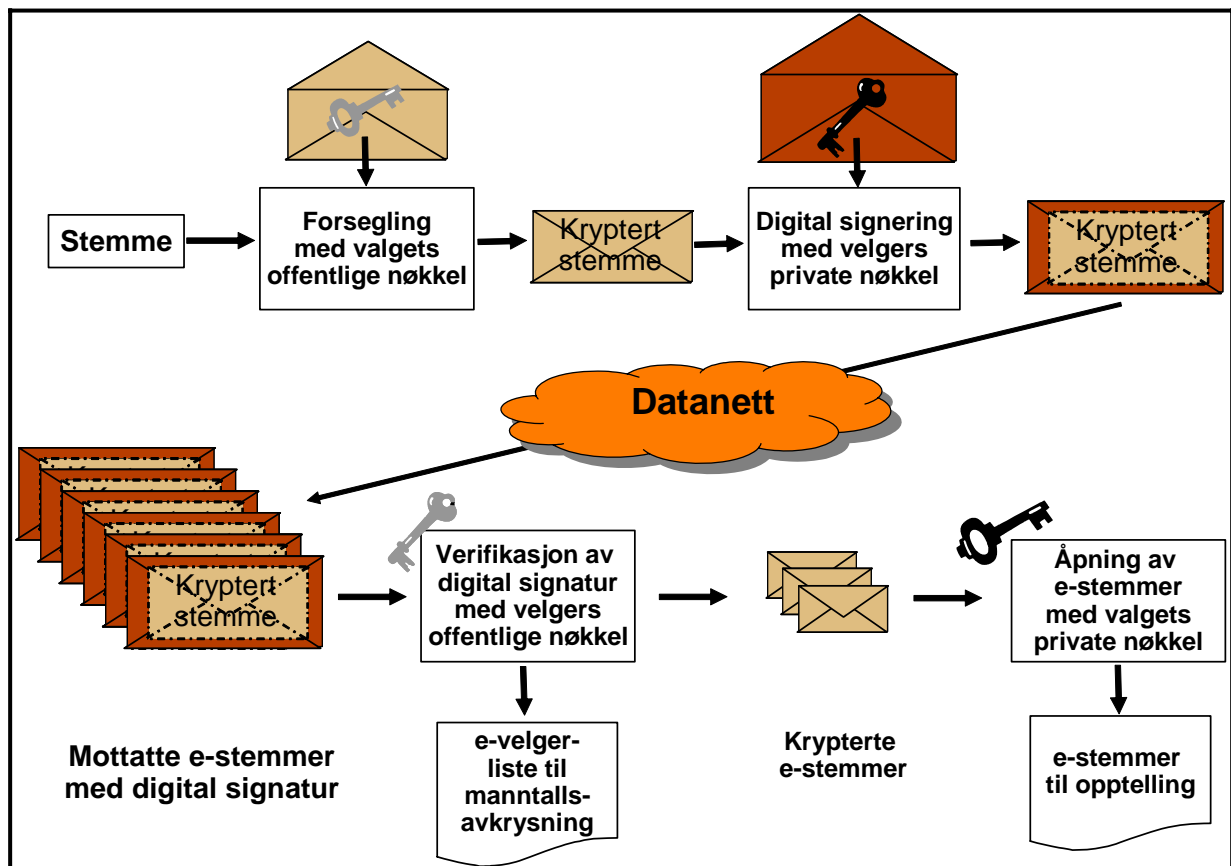 Stemme
Forsegling
med valgets
offentlige nøkkel
Kryptert
stemme
Digital signering
med velgers
private nøkkel
Kryptert
stemme
Datanett
Kryptert
stemme
Verifikasjon av
digital signatur
med velgers
offentlige nøkkel
Åpning av
e-stemmer
med valgets
private nøkkel
Mottatte e-stemmer
med digital signatur
e-velger-
liste til
manntalls-
avkrysning
Krypterte
e-stemmer
e-stemmer
til opptelling